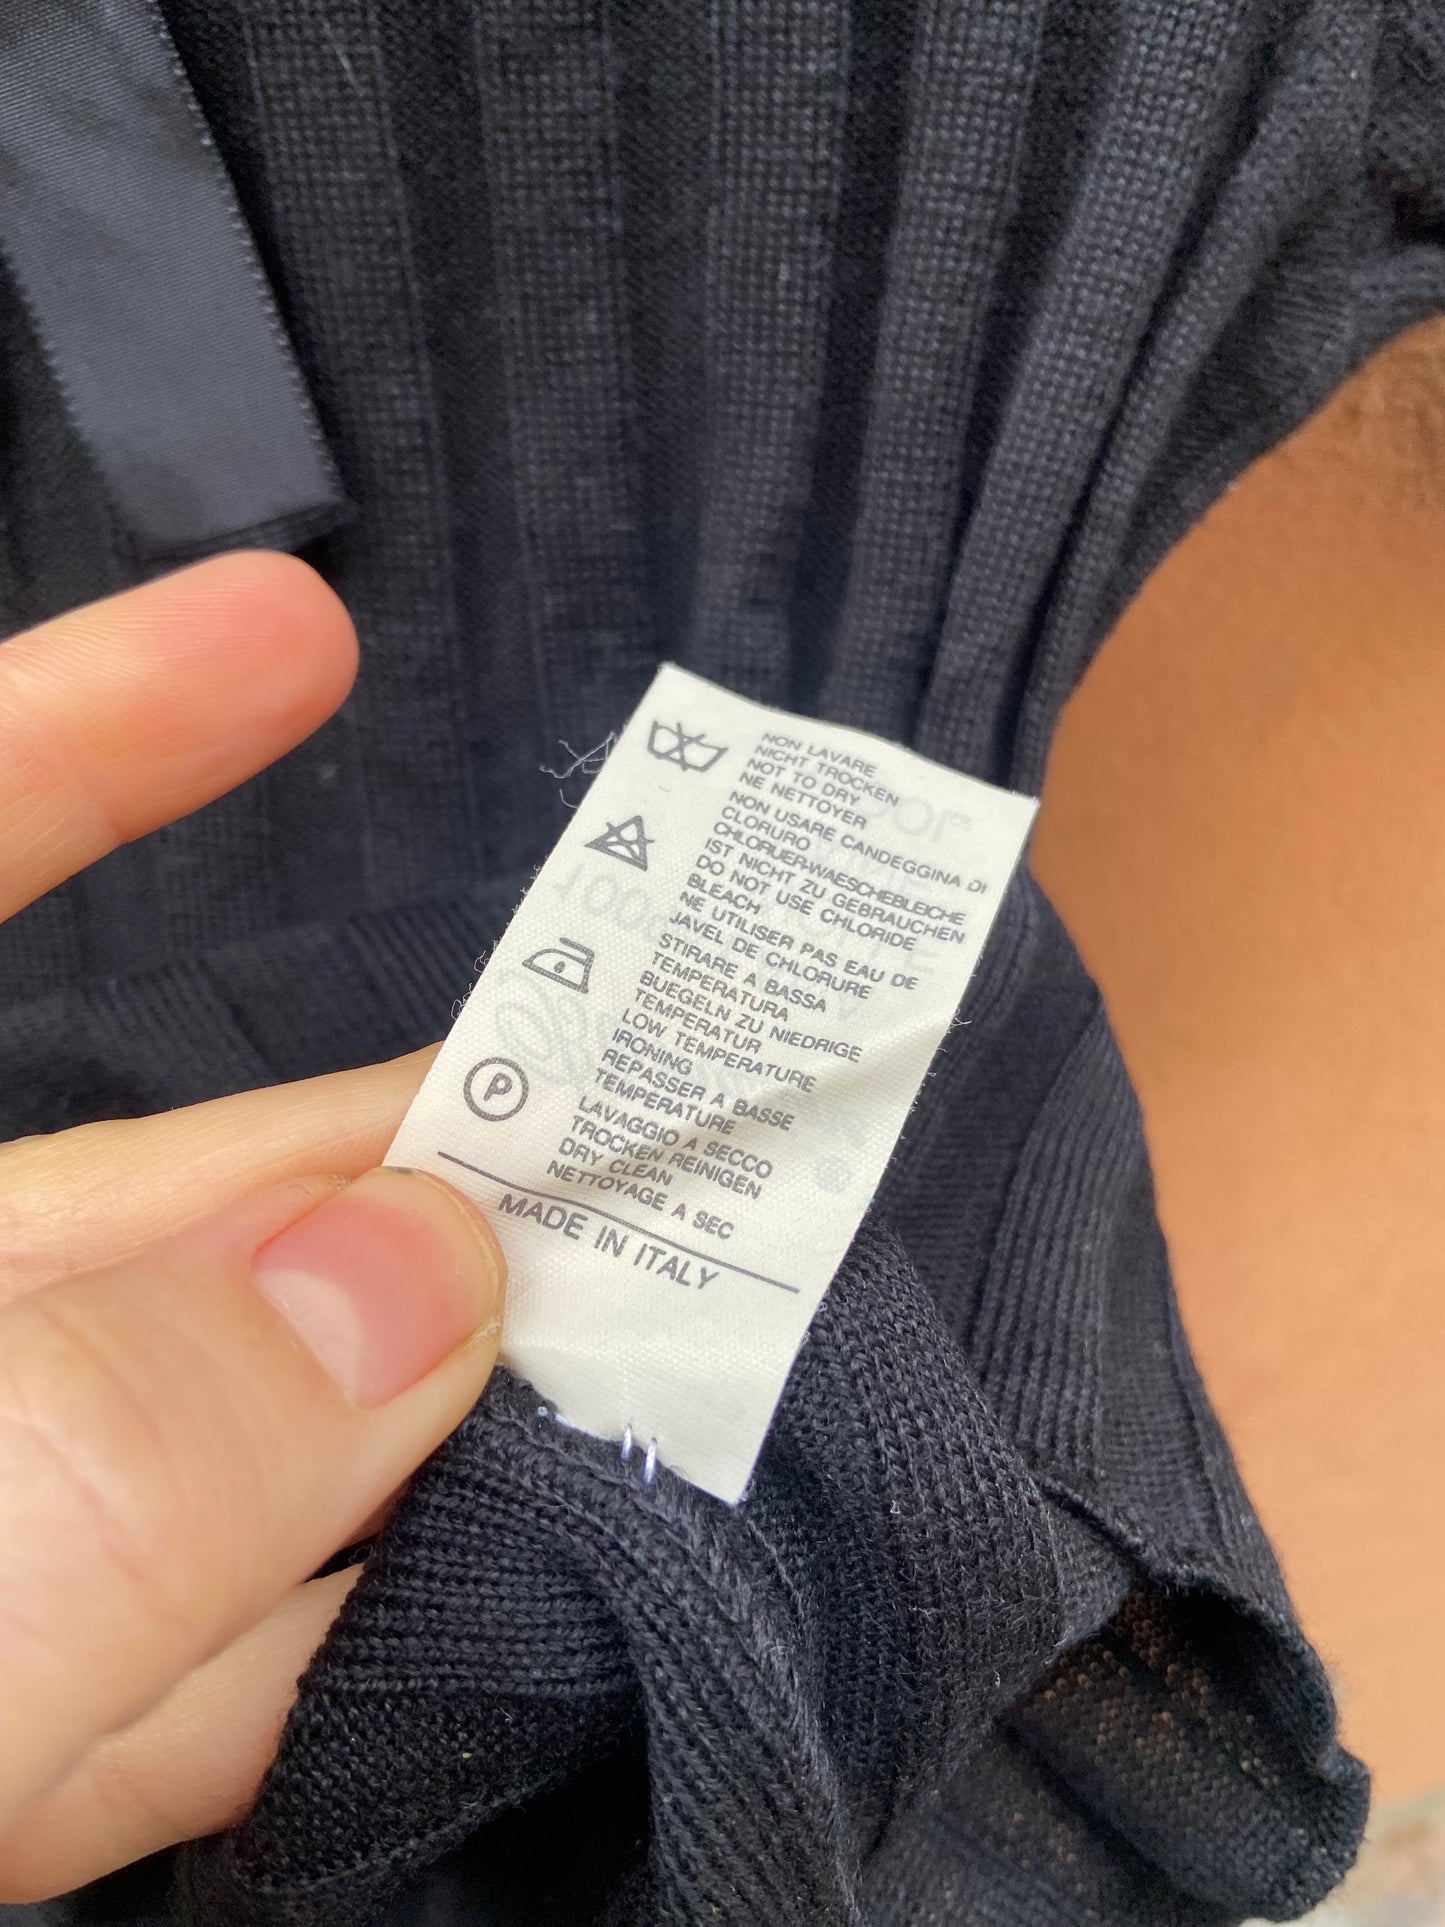 NON LAVARE
NICHT TROCKEN
NOT TO DRY
NE NETTOYER
NON USARE CANDEGGINA DI
CLORURO
CHLORUER-WAESCHEBLEICHE
IST NICHT ZU GEBRAUCHEN
DO NOT USE CHLORIDE
BLEACH
NE UTILISER PAS EAU DE
JAVEL DE CHLORURE
STIRARE A BASSA
TEMPERATURA
BUEGELN ZU NIEDRIGE
TEMPERATUR
LOW TEMPERATURE
IRONING
REPASSER A BASSE
TEMPERATURE
P
LAVAGGIO A SECCO
TROCKEN REINIGEN
DRY CLEAN
NETTOYAGE A SEC
MADE IN ITALY